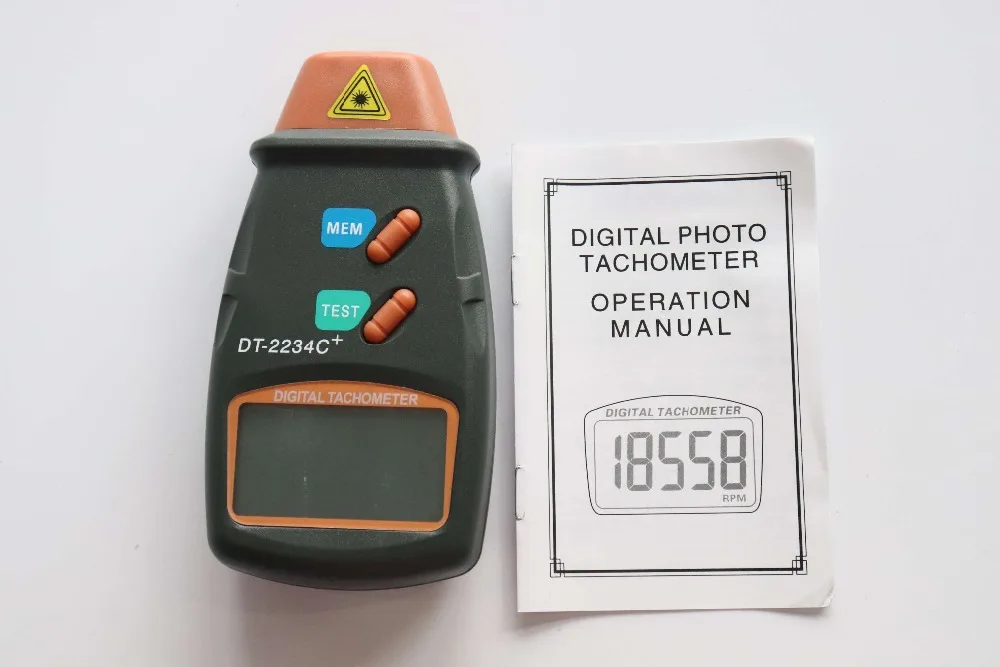 MEM
TEST
DT-2234C+
DIGITAL TACHOMETER
DIGITAL PHOTO
TACHOMETER
OPERATION
MANUAL
DIGITAL TACHOMETER
18558
RPM